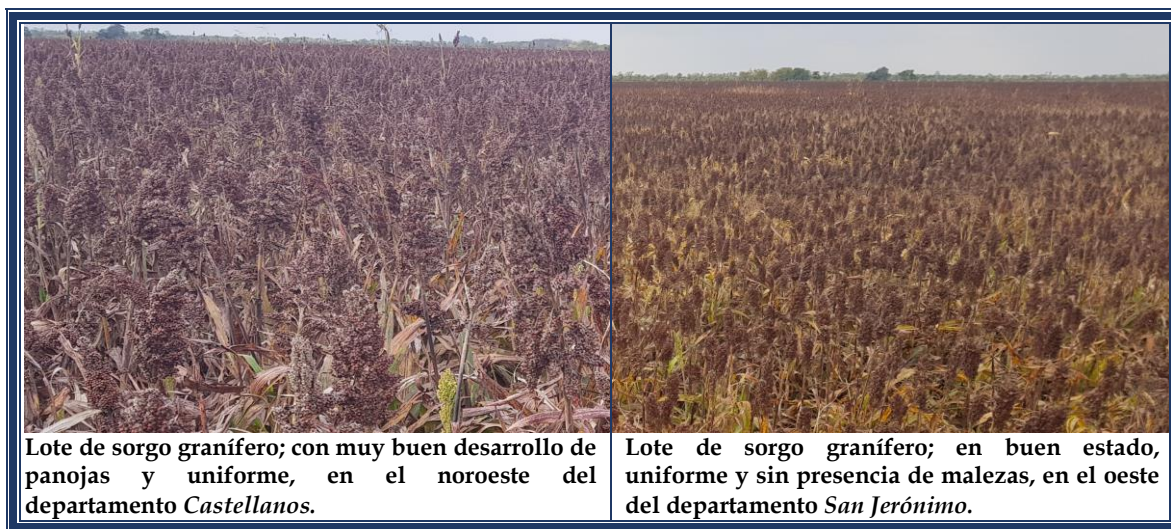 Lote de sorgo granífero; con muy buen desarrollo de
panojas y uniforme, en el noroeste del
departamento Castellanos.
Lote de sorgo granífero; en buen estado,
uniforme y sin presencia de malezas, en el oeste
del departamento San Jerónimo.